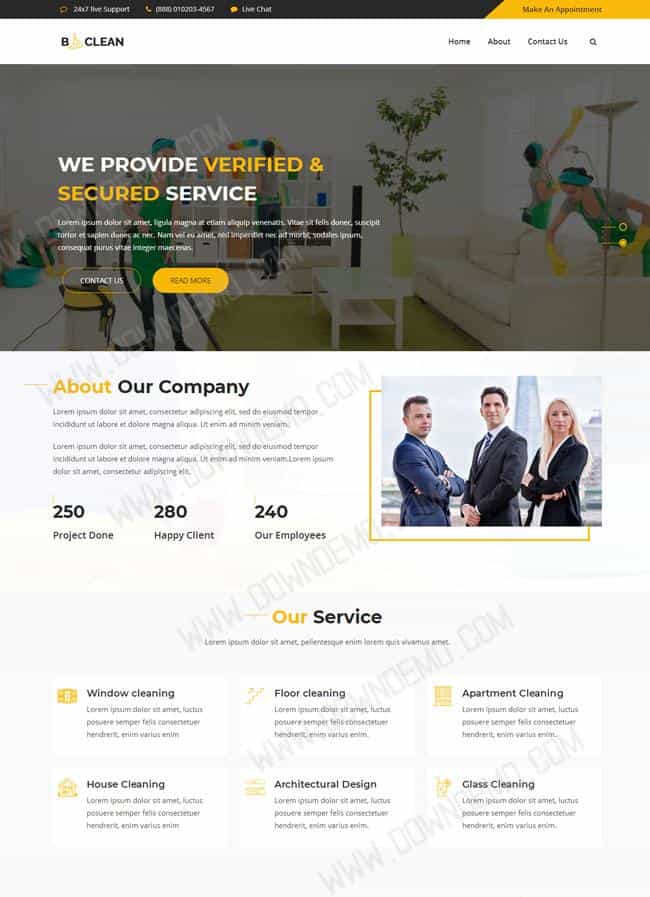 24x7 live Support (888) 010203-4567 Live Chat Make An Appointment
B CLEAN Home About Contact Us
WE PROVIDE VERIFIED &
SECURED SERVICE
Lorem ipsum dolor sit amet, ligula magna at etiam aliquip venenatis. Vitae sit felis donec, suscipit
tortor et sapien donec ac nec. Nam vel eu amet, nisl imperdiet nec ad morbi, sodales ipsum,
consequat purus vitae integer maecenas.
CONTACT US READ MORE
About Our Company
Lorem ipsum dolor sit amet, consectetur adipiscing elit, sed do eiusmod tempor
incididunt ut labore et dolore magna aliqua. Ut enim ad minim veniam.
Lorem ipsum dolor sit amet, consectetur adipiscing elit, sed do eiusmod tempor
incididunt ut labore et dolore magna aliqua. Ut enim ad minim veniam.Lorem ipsum
dolor sit amet, consectetur adipiscing elit,
250 280 240
Project Done Happy Client Our Employees
Our Service
Lorem ipsum dolor sit amet, pellentesque enim lorem quis vivamus amet.
Window cleaning Floor cleaning Apartment Cleaning
Lorem ipsum dolor sit amet, luctus Lorem ipsum dolor sit amet, luctus Lorem ipsum dolor sit amet, luctus
posuere semper felis consectetuer posuere semper felis consectetuer posuere semper felis consectetuer
hendrerit, enim varius enim hendrerit, enim varius enim. hendrerit, enim varius enim.
House Cleaning Architectural Design Glass Cleaning
Lorem ipsum dolor sit amet, luctus Lorem ipsum dolor sit amet, luctus Lorem ipsum dolor sit amet, luctus
posuere semper felis consectetuer posuere semper felis consectetuer posuere semper felis consectetuer
hendrerit, enim varius enim hendrerit, enim varius enim. hendrerit, enim varius enim.
WWW.DOWNDEMO.COM
WWW.DOWNDEMO.COM
WWW.DOWNDEMO.COM
WWW.DOWNDEMO.COM
WWW.DOWNDEMO.COM